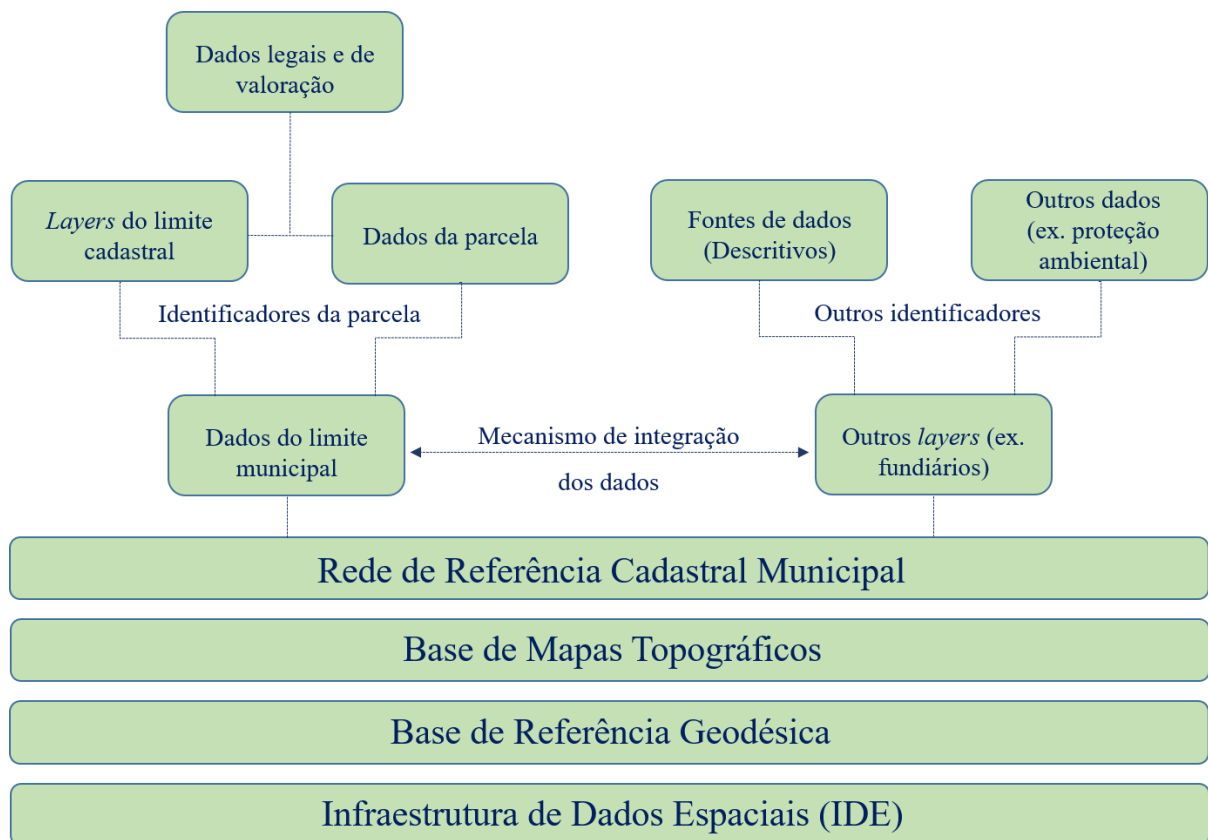 Dados legais e de
valoração
Layers do limite
cadastral
Dados da parcela
Fontes de dados
(Descritivos)
Outros dados
(ex. proteção
ambiental)
Identificadores da parcela
Outros identificadores
Dados do limite
municipal
Mecanismo de integração
dos dados
Outros layers (ex.
fundiários)
Rede de Referência Cadastral Municipal
Base de Mapas Topográficos
Base de Referência Geodésica
Infraestrutura de Dados Espaciais (IDE)